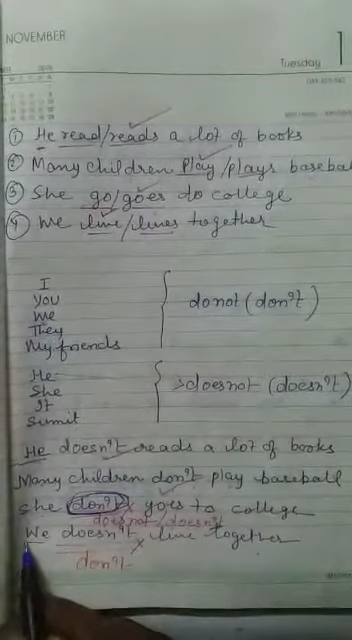 NOVEMBER
Tuesday 1
① He read/reads a lot of books
② Many children play/plays baseball
③ She go/goes to college
④ We live/lives together
I
You
We
They
My friends
do not (don't)
He
She
It
Sumit
doesnot (doesn't)
He doesn't reads a lot of books
Many children don't play baseball
She don't goes to college
does not/doesn't
We doesn't live together
don't